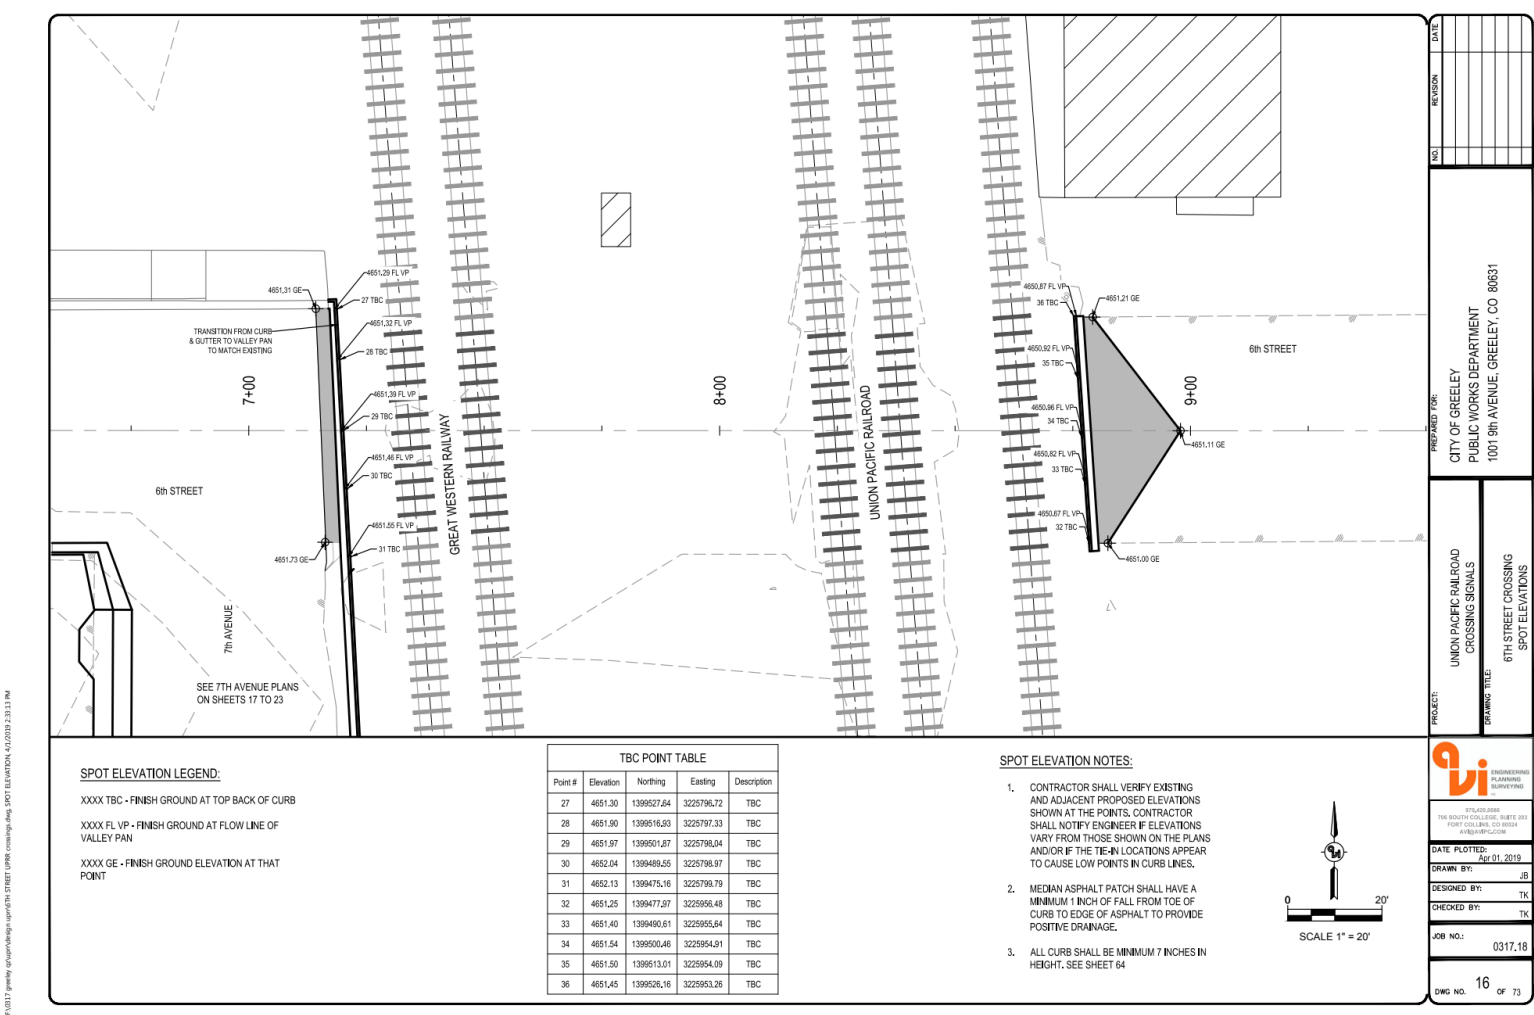 4651.31 GE
4651.29 FL VP
27 TBC
4651.32 FL VP
TRANSITION FROM CURB
& GUTTER TO VALLEY PAN
TO MATCH EXISTING
28 TBC
7+00
4651.39 FL VP
29 TBC
4651.46 FL VP
30 TBC
6th STREET
4651.55 FL VP
31 TBC
4651.73 GE
GREAT WESTERN RAILWAY
7th AVENUE
SEE 7TH AVENUE PLANS
ON SHEETS 17 TO 23
8+00
UNION PACIFIC RAILROAD
4650.87 FL VP
36 TBC
4651.21 GE
4650.92 FL VP
35 TBC
6th STREET
9+00
4650.96 FL VP
34 TBC
4651.11 GE
4650.82 FL VP
33 TBC
4650.67 FL VP
32 TBC
4651.00 GE
SPOT ELEVATION LEGEND:
XXXX TBC - FINISH GROUND AT TOP BACK OF CURB
XXXX FL VP - FINISH GROUND AT FLOW LINE OF
VALLEY PAN
XXXX GE - FINISH GROUND ELEVATION AT THAT
POINT
TBC POINT TABLE
Point # Elevation Northing Easting Description
27 4651.30 1399527.64 3225796.72 TBC
28 4651.90 1399516.93 3225797.33 TBC
29 4651.97 1399501.87 3225798.04 TBC
30 4652.04 1399489.55 3225798.97 TBC
31 4652.13 1399475.16 3225799.79 TBC
32 4651.25 1399477.97 3225956.48 TBC
33 4651.40 1399490.61 3225955.64 TBC
34 4651.54 1399500.46 3225954.91 TBC
35 4651.50 1399513.01 3225954.09 TBC
36 4651.45 1399526.16 3225953.26 TBC
SPOT ELEVATION NOTES:
1. CONTRACTOR SHALL VERIFY EXISTING
AND ADJACENT PROPOSED ELEVATIONS
SHOWN AT THE POINTS. CONTRACTOR
SHALL NOTIFY ENGINEER IF ELEVATIONS
VARY FROM THOSE SHOWN ON THE PLANS
AND/OR IF THE TIE-IN LOCATIONS APPEAR
TO CAUSE LOW POINTS IN CURB LINES.
2. MEDIAN ASPHALT PATCH SHALL HAVE A
MINIMUM 1 INCH OF FALL FROM TOE OF
CURB TO EDGE OF ASPHALT TO PROVIDE
POSITIVE DRAINAGE.
3. ALL CURB SHALL BE MINIMUM 7 INCHES IN
HEIGHT. SEE SHEET 64
avi
0 20'
SCALE 1" = 20'
NO. REVISION DATE
PREPARED FOR:
CITY OF GREELEY
PUBLIC WORKS DEPARTMENT
1001 9th AVENUE, GREELEY, CO 80631
PROJECT:
UNION PACIFIC RAILROAD
CROSSING SIGNALS
DRAWING TITLE:
6TH STREET CROSSING
SPOT ELEVATIONS
avi
ENGINEERING
PLANNING
SURVEYING
970.420.0086
706 SOUTH COLLEGE, SUITE 203
FORT COLLINS, CO 80524
AVI@AVIPC.COM
DATE PLOTTED:
Apr 01, 2019
DRAWN BY:
JB
DESIGNED BY:
TK
CHECKED BY:
TK
JOB NO.:
0317.18
DWG NO. 16 OF 73